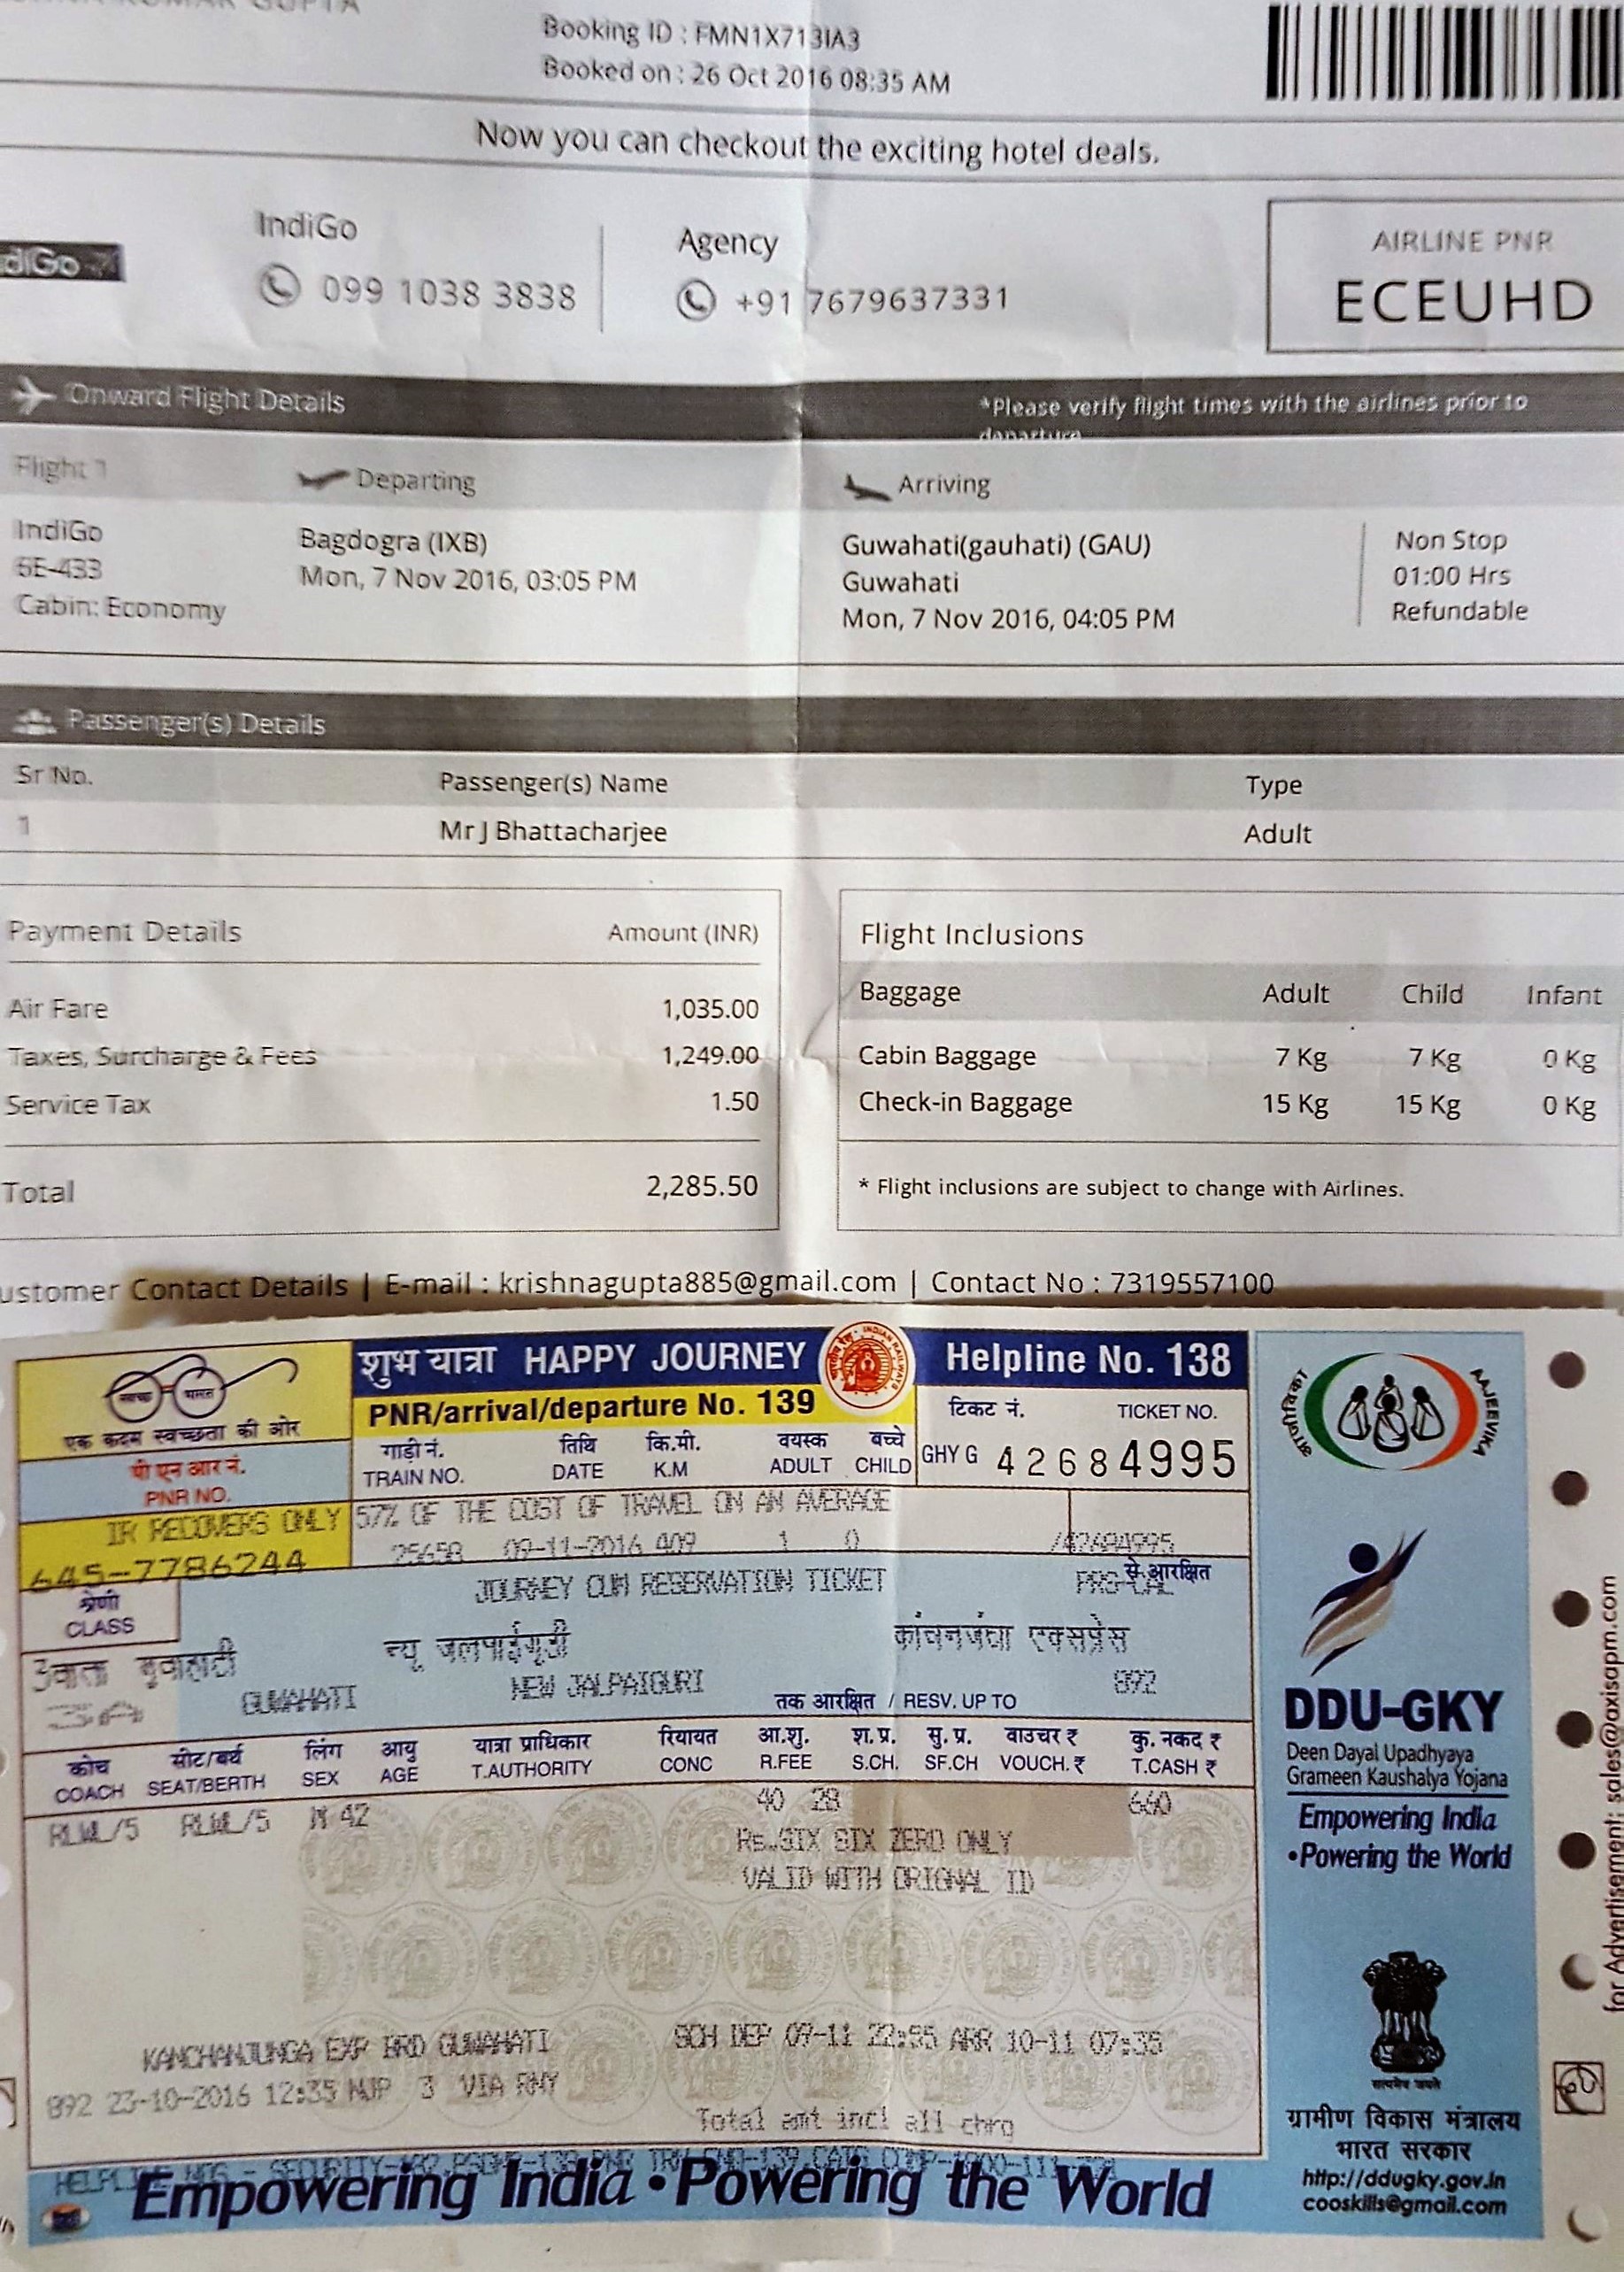 KUMAR GUPTA
Booking ID : FMN1X713IA3
Booked on : 26 Oct 2016 08:35 AM
Now you can checkout the exciting hotel deals.
diGo
IndiGo
099 1038 3838
Agency
+91 7679637331
AIRLINE PNR
ECEUHD
Onward Flight Details
*Please verify flight times with the airlines prior to
departure
Flight 1 Departing Arriving
IndiGo
6E-433
Cabin: Economy
Bagdogra (IXB)
Mon, 7 Nov 2016, 03:05 PM
Guwahati(gauhati) (GAU)
Guwahati
Mon, 7 Nov 2016, 04:05 PM
Non Stop
01:00 Hrs
Refundable
Passenger(s) Details
Sr No. Passenger(s) Name Type
1 Mr J Bhattacharjee Adult
Payment Details Amount (INR)
Air Fare 1,035.00
Taxes, Surcharge & Fees 1,249.00
Service Tax 1.50
Total 2,285.50
Flight Inclusions
Baggage Adult Child Infant
Cabin Baggage 7 Kg 7 Kg 0 Kg
Check-in Baggage 15 Kg 15 Kg 0 Kg
* Flight inclusions are subject to change with Airlines.
ustomer Contact Details | E-mail : krishnagupta885@gmail.com | Contact No : 7319557100
स्वच्छ भारत
एक कदम स्वच्छता की ओर
शुभ यात्रा HAPPY JOURNEY
Helpline No. 138
PNR/arrival/departure No. 139
पी एन आर नं.
PNR NO.
गाड़ी नं. तिथि कि.मी. वयस्क बच्चे
TRAIN NO. DATE K.M ADULT CHILD
टिकट नं. TICKET NO.
GHY G 42684995
IR RECOVERS ONLY 57% OF THE COST OF TRAVEL ON AN AVERAGE
645-7786244 25658 09-11-2016 409 1 0 /42684995
JOURNEY CUM RESERVATION TICKET
से आरक्षित
श्रेणी
CLASS
3वाता गुवाहाटी न्यू जलपाईगुडी कांचनजंघा एक्सप्रेस
3A GUWAHATI NEW JALPAIGURI 892
तक आरक्षित / RESV. UP TO
कोच सीट/बर्थ लिंग आयु यात्रा प्राधिकार रियायत आ.शु. श.प्र. सु.प्र. वाउचर ₹ कु. नकद ₹
COACH SEAT/BERTH SEX AGE T.AUTHORITY CONC R.FEE S.CH. SF.CH VOUCH.₹ T.CASH ₹
RLWL/5 RLWL/5 M 42 40 28 660
Rs.SIX SIX ZERO ONLY
VALID WITH ORIGNAL ID
KANCHANJUNGA EXP BRD GUWAHATI SCH DEP 09-11 22:55 ARR 10-11 07:35
892 23-10-2016 12:35 NJP 3 VIA RNY
Total amt incl all chrg
Empowering India • Powering the World
आजीविका AAJEEVIKA
DDU-GKY
Deen Dayal Upadhyaya
Grameen Kaushalya Yojana
Empowering India
•Powering the World
सत्यमेव जयते
ग्रामीण विकास मंत्रालय
भारत सरकार
http://ddugky.gov.in
cooskills@gmail.com
for Advertisement: sales@axisapm.com